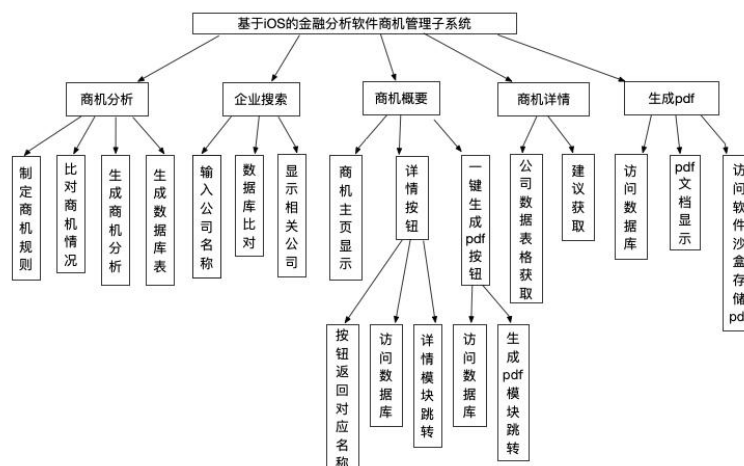 基于iOS的金融分析软件商机管理子系统
商机分析
企业搜索
商机概要
商机详情
生成pdf
制定商机规则
比对商机情况
生成商机分析
生成数据库表
输入公司名称
数据库比对
显示相关公司
商机主页显示
详情按钮
一键生成pdf按钮
公司数据表格获取
建议获取
访问数据库
pdf文档显示
访问软件沙盒存储pdf
按钮返回对应名称
访问数据库
详情模块跳转
访问数据库
生成pdf模块跳转